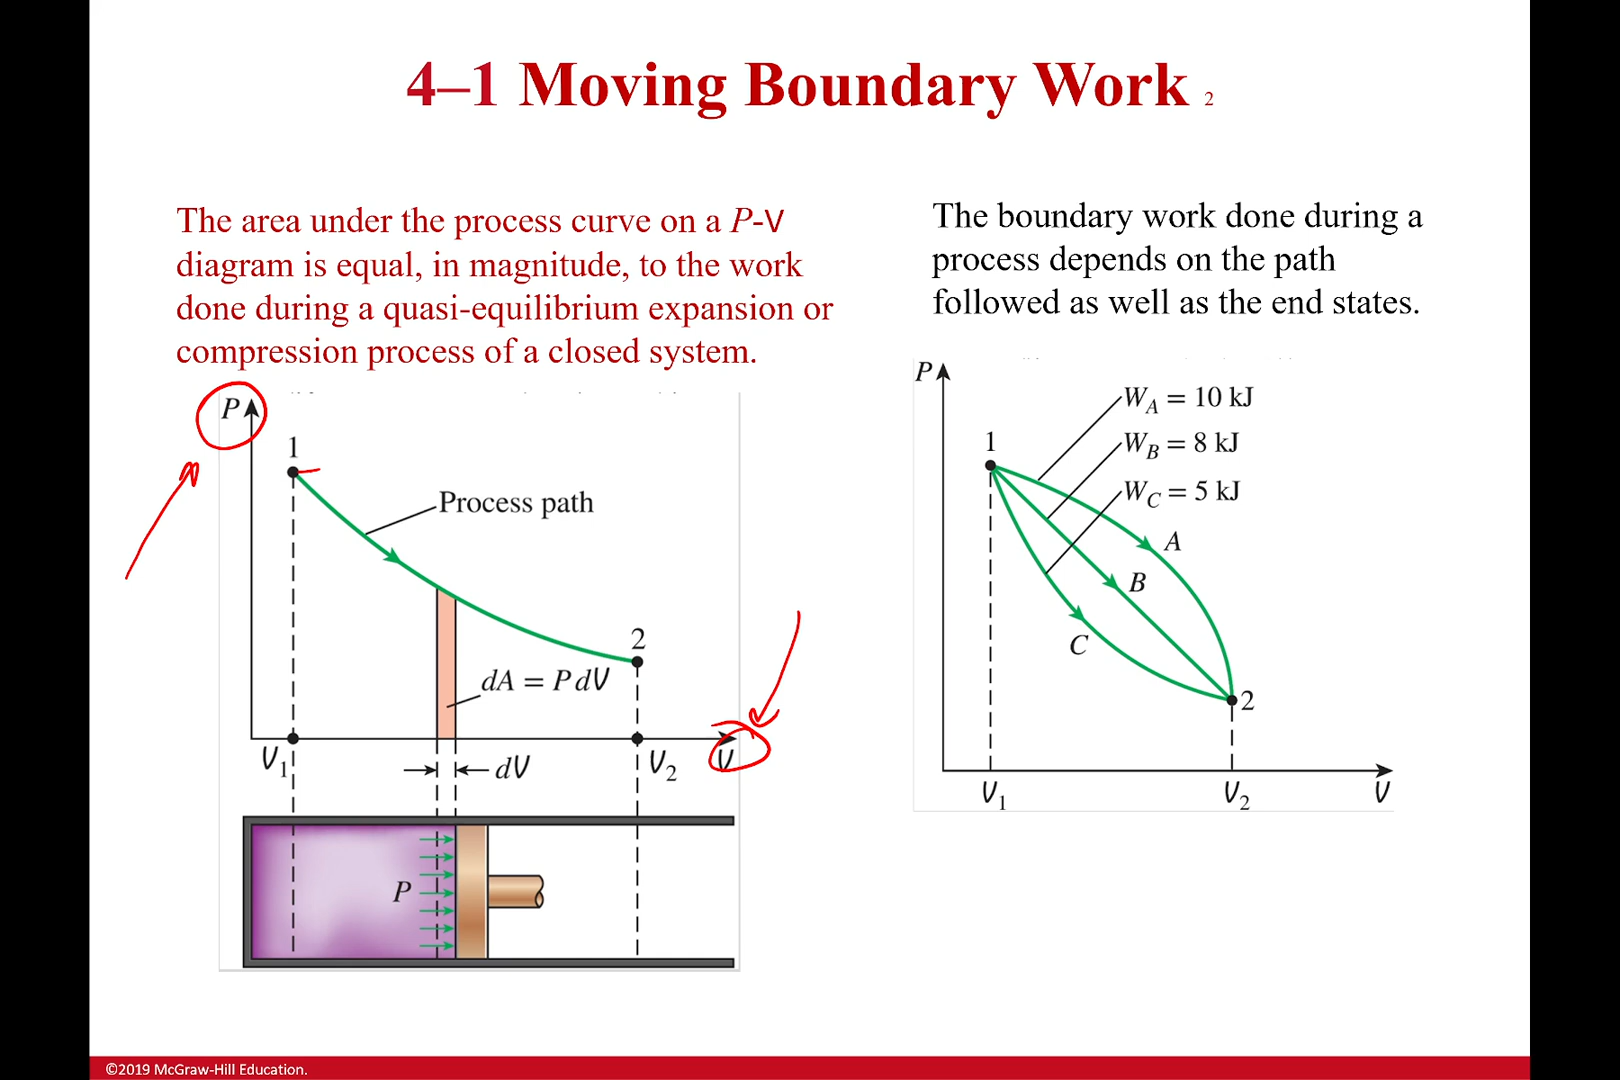 4–1 Moving Boundary Work 2
The area under the process curve on a P-V
diagram is equal, in magnitude, to the work
done during a quasi-equilibrium expansion or
compression process of a closed system.
P
1
Process path
2
dA = P dV
V1
dV
V2
V
P
The boundary work done during a
process depends on the path
followed as well as the end states.
P
WA = 10 kJ
1
WB = 8 kJ
WC = 5 kJ
A
B
C
2
V1
V2
V
©2019 McGraw-Hill Education.